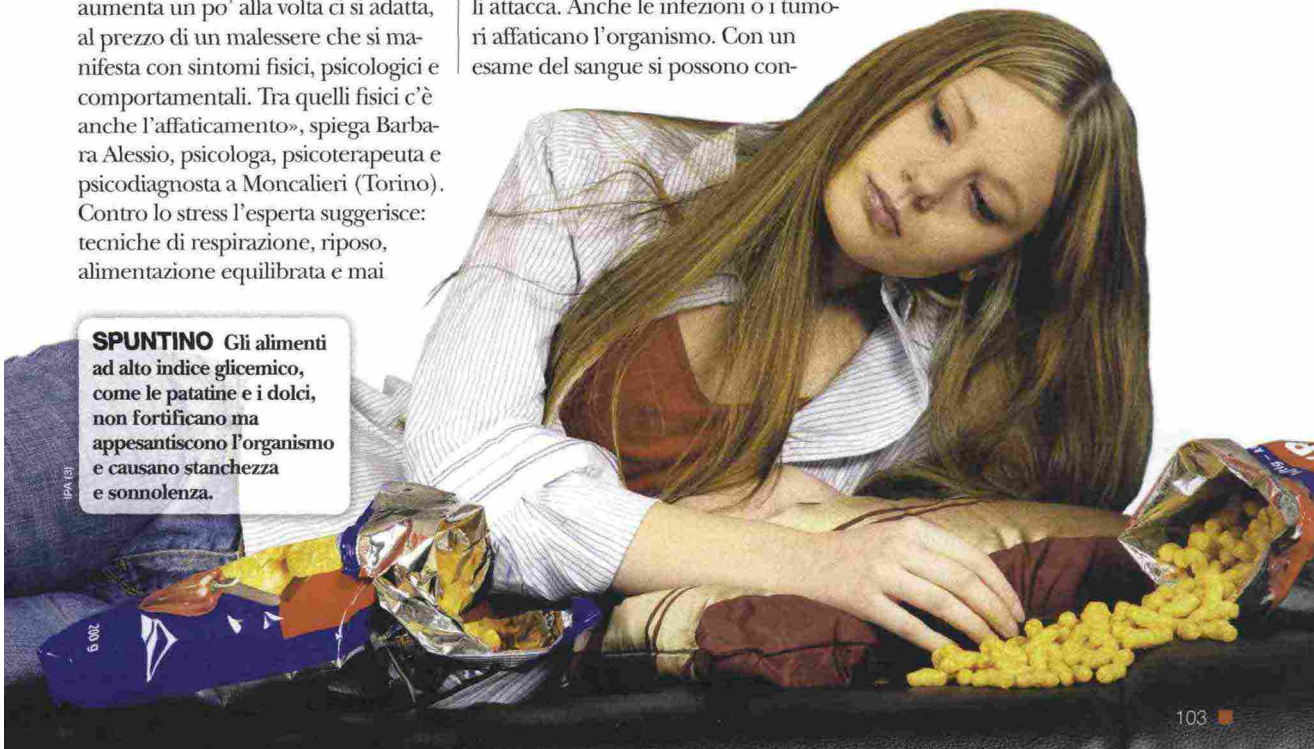 aumenta un po' alla volta ci si adatta,
al prezzo di un malessere che si ma-
nifesta con sintomi fisici, psicologici e
comportamentali. Tra quelli fisici c'è
anche l'affaticamento», spiega Barba-
ra Alessio, psicologa, psicoterapeuta e
psicodiagnosta a Moncalieri (Torino).
Contro lo stress l'esperta suggerisce:
tecniche di respirazione, riposo,
alimentazione equilibrata e mai
li attacca. Anche le infezioni o i tumo-
ri affaticano l'organismo. Con un
esame del sangue si possono con-
SPUNTINO Gli alimenti
ad alto indice glicemico,
come le patatine e i dolci,
non fortificano ma
appesantiscono l'organismo
e causano stanchezza
e sonnolenza.
IPA (3)
200 g
103